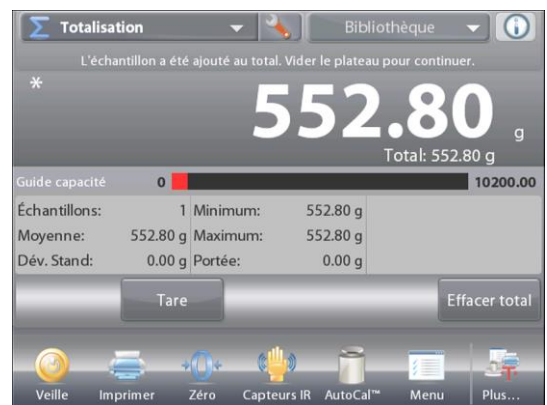 Σ Totalisation Bibliothèque
L'échantillon a été ajouté au total. Vider le plateau pour continuer.
*
552.80 g
Total: 552.80 g
Guide capacité 0 10200.00
Échantillons: 1 Minimum: 552.80 g
Moyenne: 552.80 g Maximum: 552.80 g
Dév. Stand: 0.00 g Portée: 0.00 g
Tare Effacer total
Veille Imprimer Zéro Capteurs IR AutoCal™ Menu Plus...